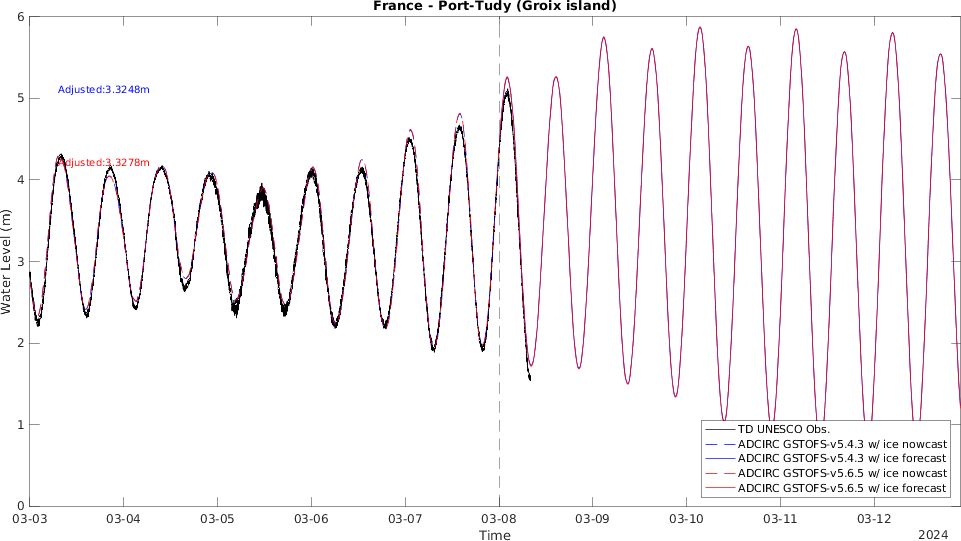 France - Port-Tudy (Groix island)
6
5
4
3
2
1
0
Water Level (m)
Adjusted:3.3248m
Adjusted:3.3278m
TD UNESCO Obs.
ADCIRC GSTOFS-v5.4.3 w/ ice nowcast
ADCIRC GSTOFS-v5.4.3 w/ ice forecast
ADCIRC GSTOFS-v5.6.5 w/ ice nowcast
ADCIRC GSTOFS-v5.6.5 w/ ice forecast
03-03 03-04 03-05 03-06 03-07 03-08 03-09 03-10 03-11 03-12
Time
2024